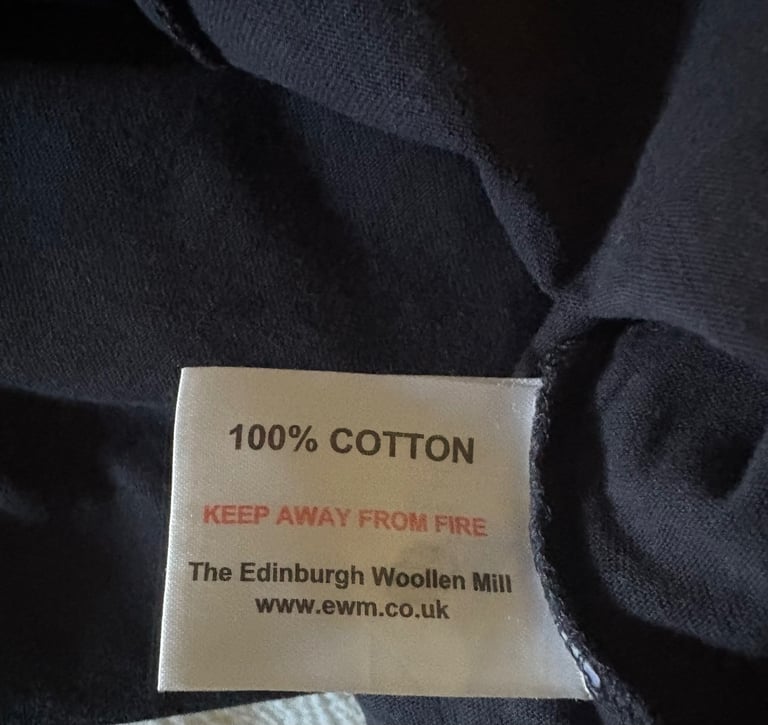 100% COTTON
KEEP AWAY FROM FIRE
The Edinburgh Woollen Mill
www.ewm.co.uk